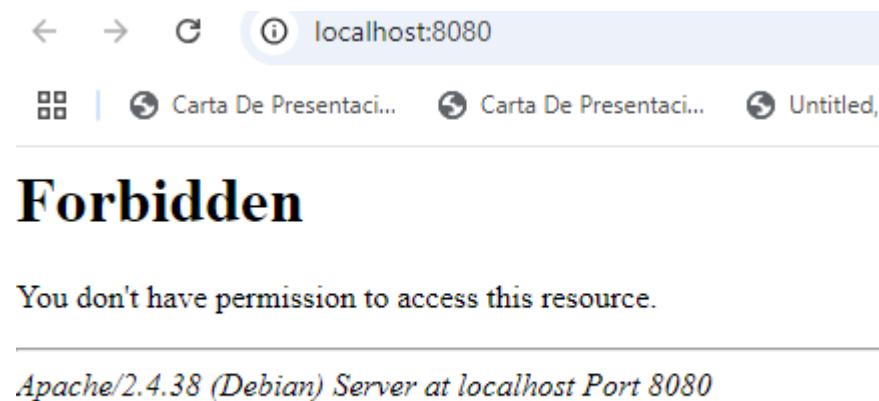 localhost:8080
Carta De Presentaci... Carta De Presentaci... Untitled,
Forbidden
You don't have permission to access this resource.
Apache/2.4.38 (Debian) Server at localhost Port 8080